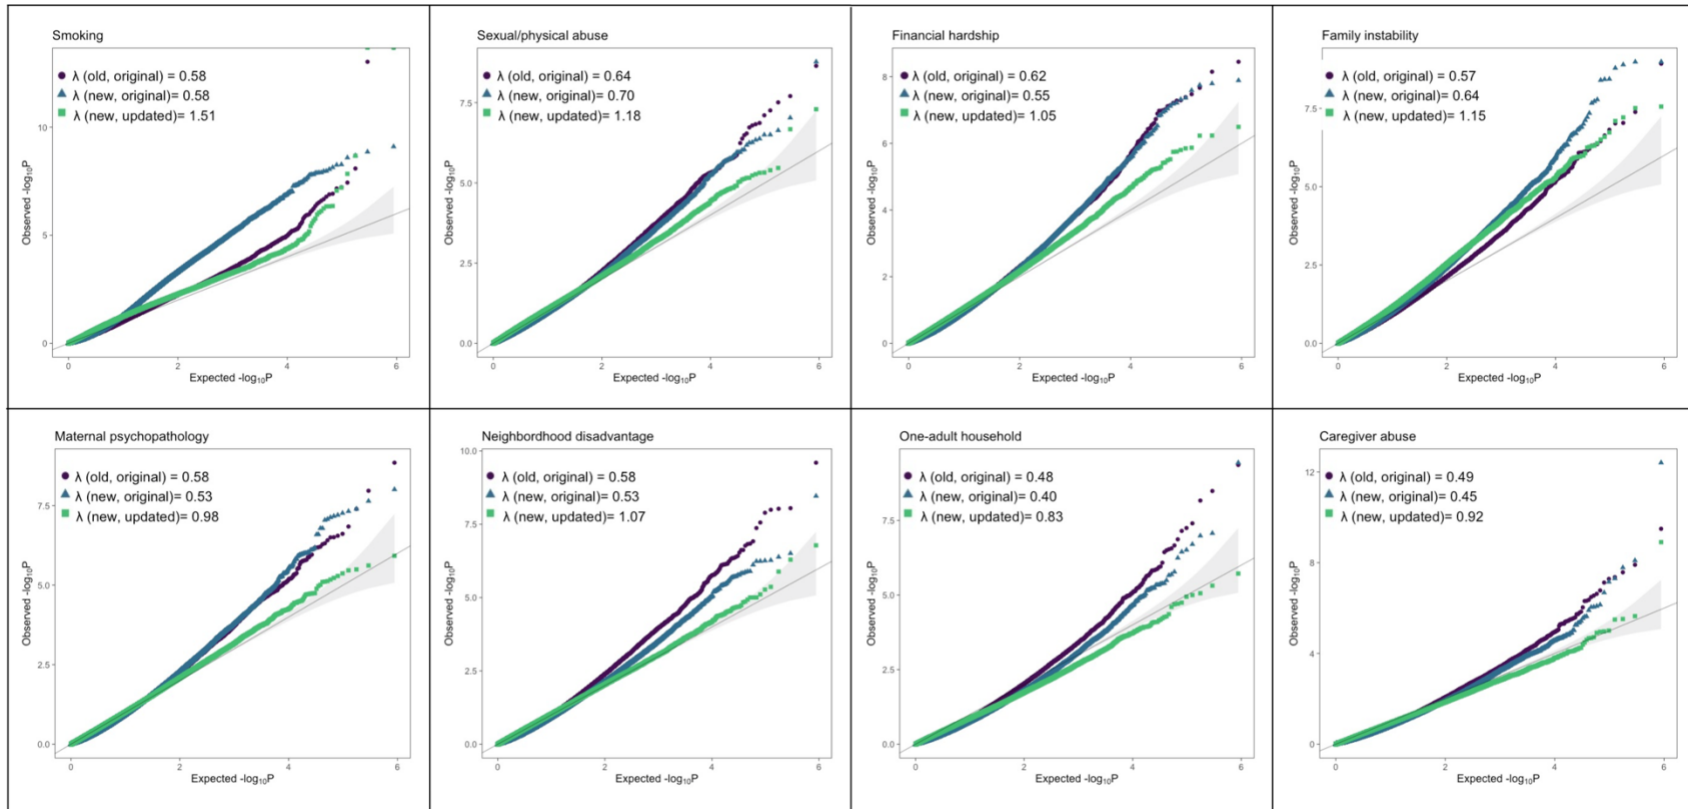 Smoking
λ (old, original) = 0.58
λ (new, original)= 0.58
λ (new, updated)= 1.51
10
5
0
Observed -log10P
0 2 4 6
Expected -log10P
Sexual/physical abuse
λ (old, original) = 0.64
λ (new, original)= 0.70
λ (new, updated)= 1.18
7.5
5.0
2.5
0.0
Observed -log10P
0 2 4 6
Expected -log10P
Financial hardship
λ (old, original) = 0.62
λ (new, original)= 0.55
λ (new, updated)= 1.05
8
6
4
2
0
Observed -log10P
0 2 4 6
Expected -log10P
Family instability
λ (old, original) = 0.57
λ (new, original)= 0.64
λ (new, updated)= 1.15
7.5
5.0
2.5
0.0
Observed -log10P
0 2 4 6
Expected -log10P
Maternal psychopathology
λ (old, original) = 0.58
λ (new, original)= 0.53
λ (new, updated)= 0.98
7.5
5.0
2.5
0.0
Observed -log10P
0 2 4 6
Expected -log10P
Neighbordhood disadvantage
λ (old, original) = 0.58
λ (new, original)= 0.53
λ (new, updated)= 1.07
10.0
7.5
5.0
2.5
0.0
Observed -log10P
0 2 4 6
Expected -log10P
One-adult household
λ (old, original) = 0.48
λ (new, original)= 0.40
λ (new, updated)= 0.83
7.5
5.0
2.5
0.0
Observed -log10P
0 2 4 6
Expected -log10P
Caregiver abuse
λ (old, original) = 0.49
λ (new, original)= 0.45
λ (new, updated)= 0.92
12
8
4
0
Observed -log10P
0 2 4 6
Expected -log10P